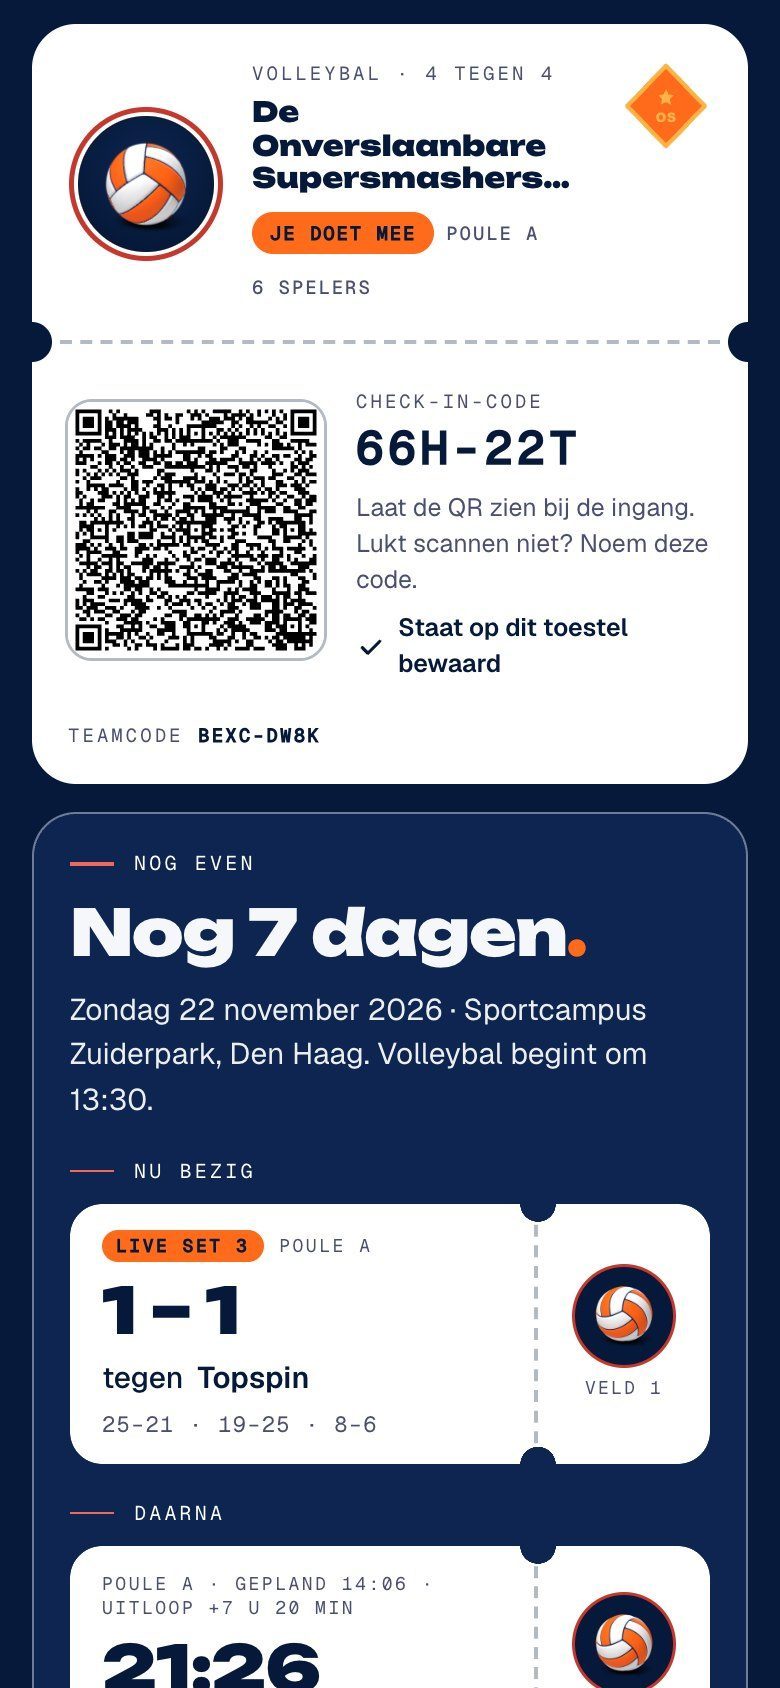 VOLLEYBAL · 4 TEGEN 4
De
Onverslaanbare
Supersmashers...
OS
JE DOET MEE POULE A
6 SPELERS
CHECK-IN-CODE
66H-22T
Laat de QR zien bij de ingang.
Lukt scannen niet? Noem deze
code.
Staat op dit toestel
bewaard
TEAMCODE BEXC-DW8K
NOG EVEN
Nog 7 dagen.
Zondag 22 november 2026 · Sportcampus
Zuiderpark, Den Haag. Volleybal begint om
13:30.
NU BEZIG
LIVE SET 3 POULE A
1–1
tegen Topspin
25–21 · 19–25 · 8–6
VELD 1
DAARNA
POULE A · GEPLAND 14:06 ·
UITLOOP +7 U 20 MIN
21:26